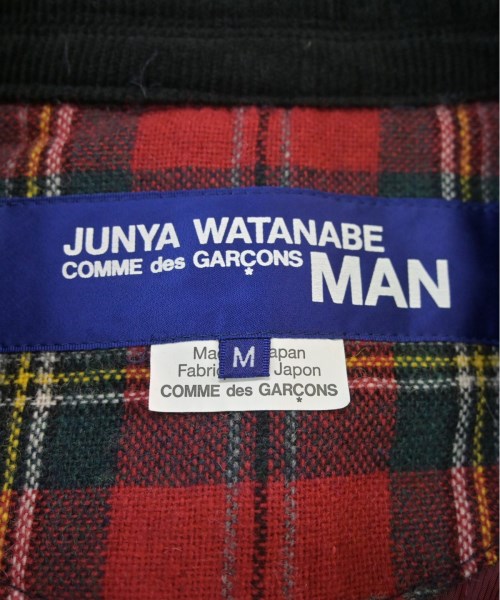 JUNYA WATANABE
COMME des GARÇONS MAN
M
Japan
Japon
COMME des GARÇONS